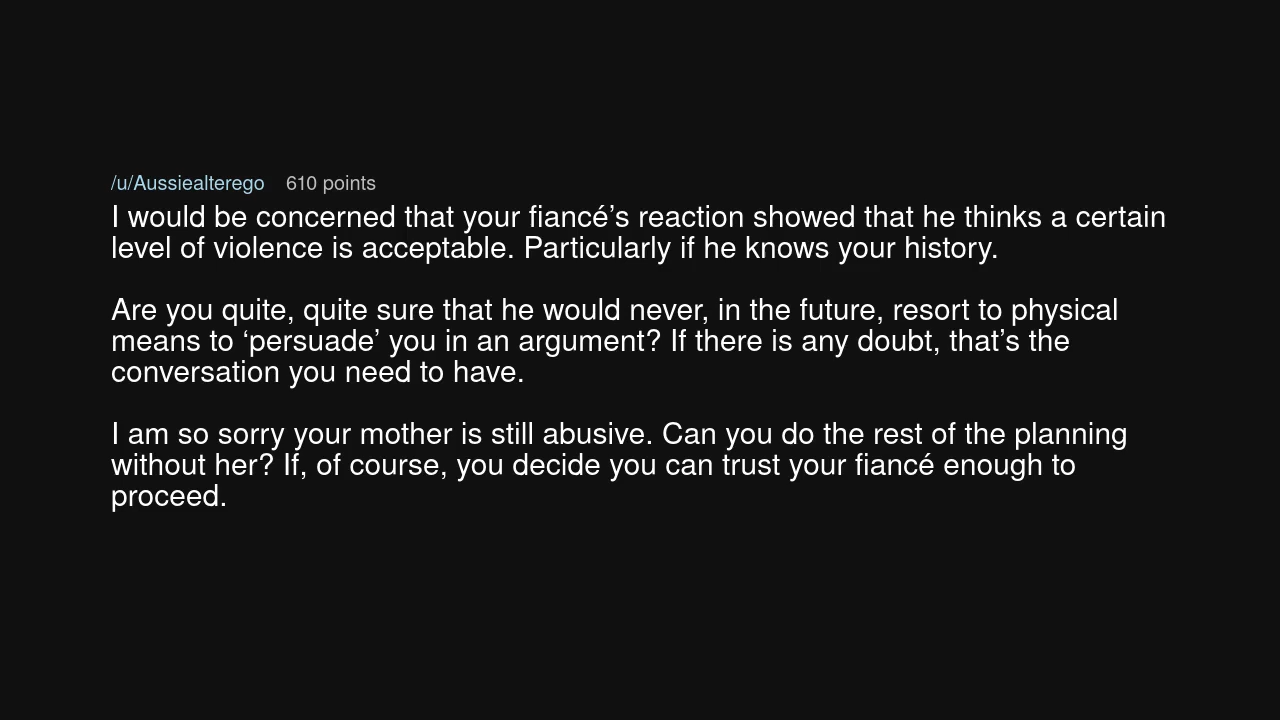 /u/Aussiealterego 610 points
I would be concerned that your fiancé’s reaction showed that he thinks a certain
level of violence is acceptable. Particularly if he knows your history.
Are you quite, quite sure that he would never, in the future, resort to physical
means to ‘persuade’ you in an argument? If there is any doubt, that’s the
conversation you need to have.
I am so sorry your mother is still abusive. Can you do the rest of the planning
without her? If, of course, you decide you can trust your fiancé enough to
proceed.